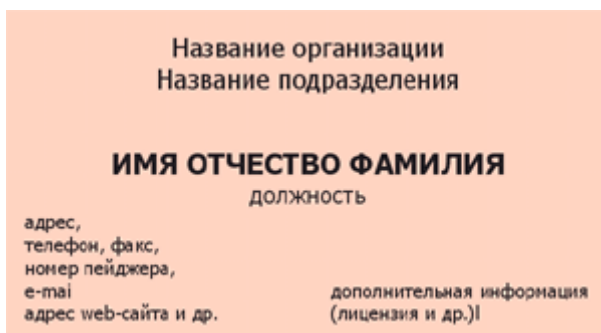 Название организации
Название подразделения
ИМЯ ОТЧЕСТВО ФАМИЛИЯ
должность
адрес,
телефон, факс,
номер пейджера,
e-mai
адрес web-сайта и др.
дополнительная информация
(лицензия и др.)l